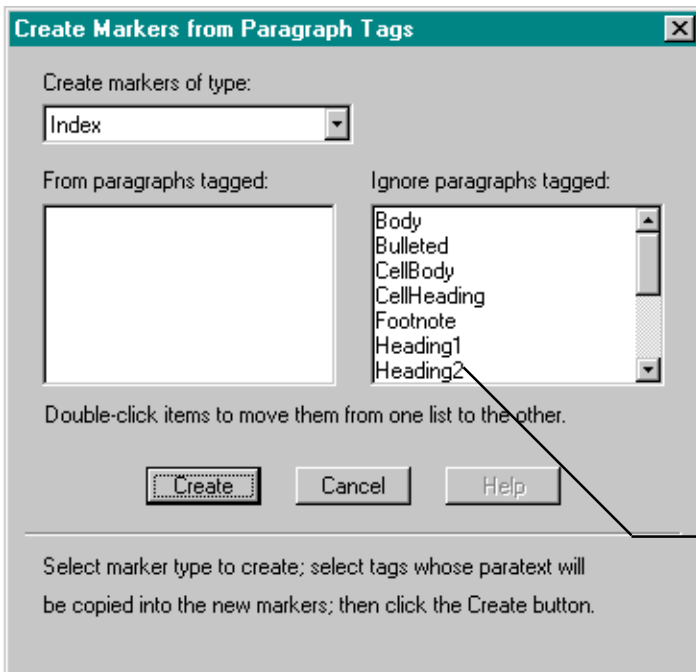 Create Markers from Paragraph Tags
Create markers of type:
Index
From paragraphs tagged:
Ignore paragraphs tagged:
Body
Bulleted
CellBody
CellHeading
Footnote
Heading1
Heading2
Double-click items to move them from one list to the other.
Create
Cancel
Help
Select marker type to create; select tags whose paratext will
be copied into the new markers; then click the Create button.